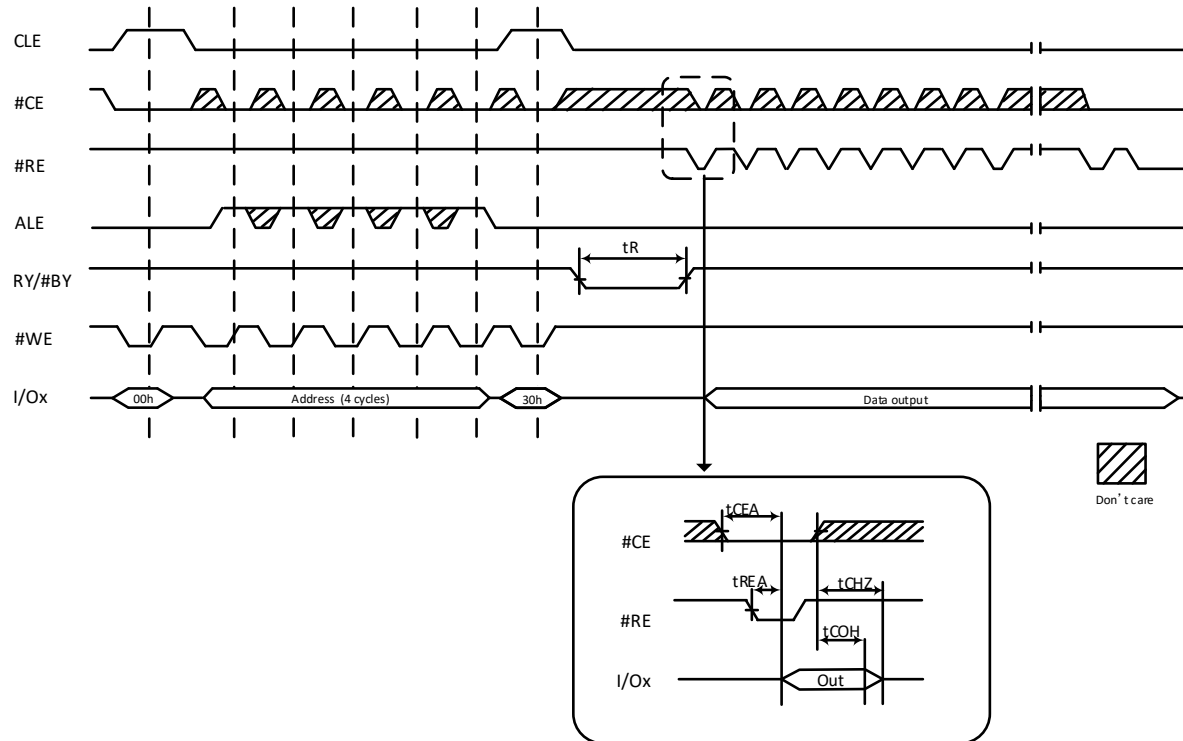 CLE
#CE
#RE
ALE
tR
RY/#BY
#WE
I/Ox
00h
Address (4 cycles)
30h
Data output
Don't care
tCEA
#CE
tREA
tCHZ
#RE
tCOH
I/Ox
Out